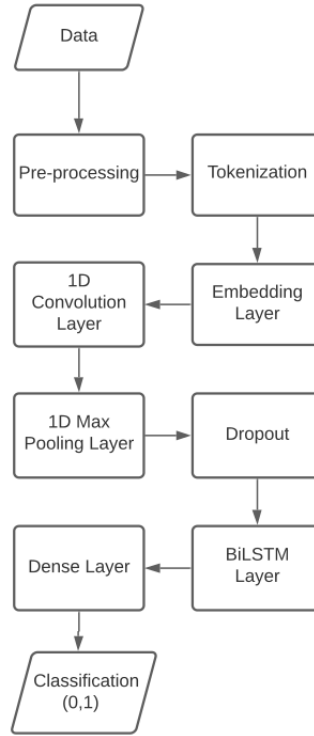 Data
Pre-processing
Tokenization
Embedding
Layer
1D
Convolution
Layer
1D Max
Pooling Layer
Dropout
BiLSTM
Layer
Dense Layer
Classification
(0,1)